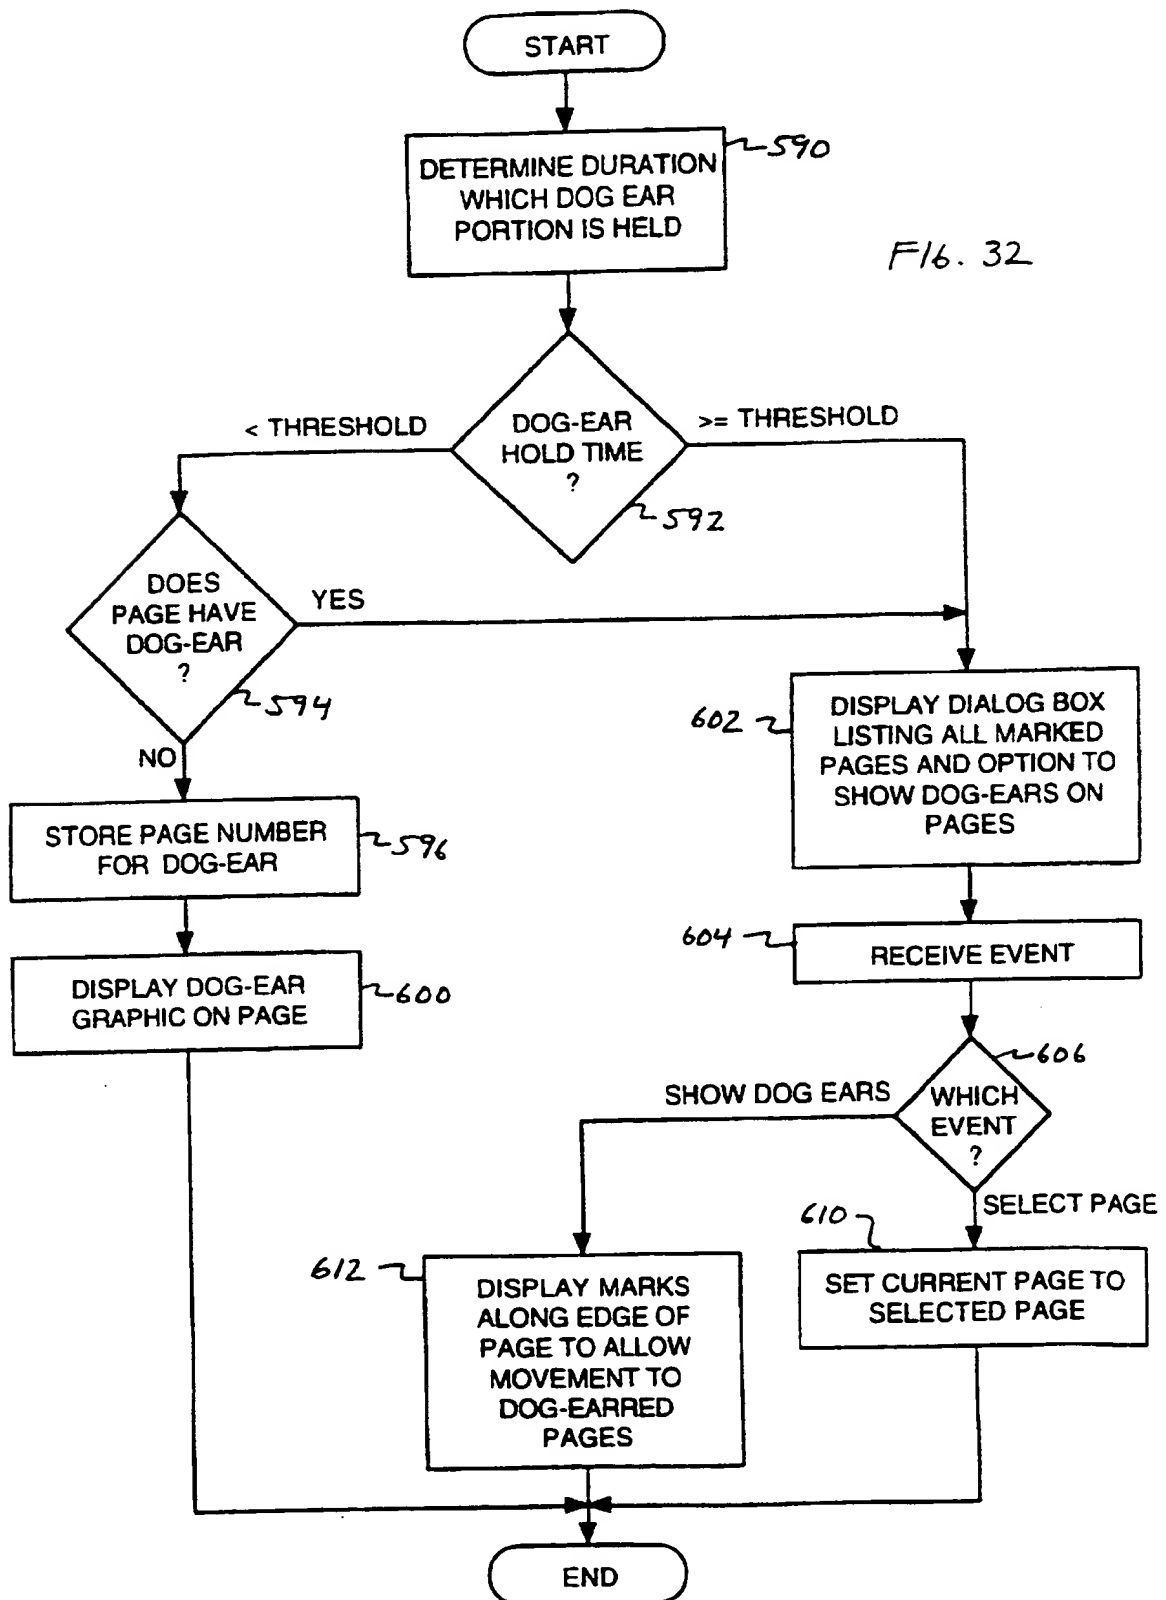 START
DETERMINE DURATION
WHICH DOG EAR
PORTION IS HELD
590
FIG. 32
DOG-EAR
HOLD TIME
?
592
< THRESHOLD
>= THRESHOLD
DOES
PAGE HAVE
DOG-EAR
?
594
YES
NO
STORE PAGE NUMBER
FOR DOG-EAR
596
DISPLAY DOG-EAR
GRAPHIC ON PAGE
600
602
DISPLAY DIALOG BOX
LISTING ALL MARKED
PAGES AND OPTION TO
SHOW DOG-EARS ON
PAGES
604
RECEIVE EVENT
606
WHICH
EVENT
?
SHOW DOG EARS
SELECT PAGE
610
SET CURRENT PAGE TO
SELECTED PAGE
612
DISPLAY MARKS
ALONG EDGE OF
PAGE TO ALLOW
MOVEMENT TO
DOG-EARRED
PAGES
END